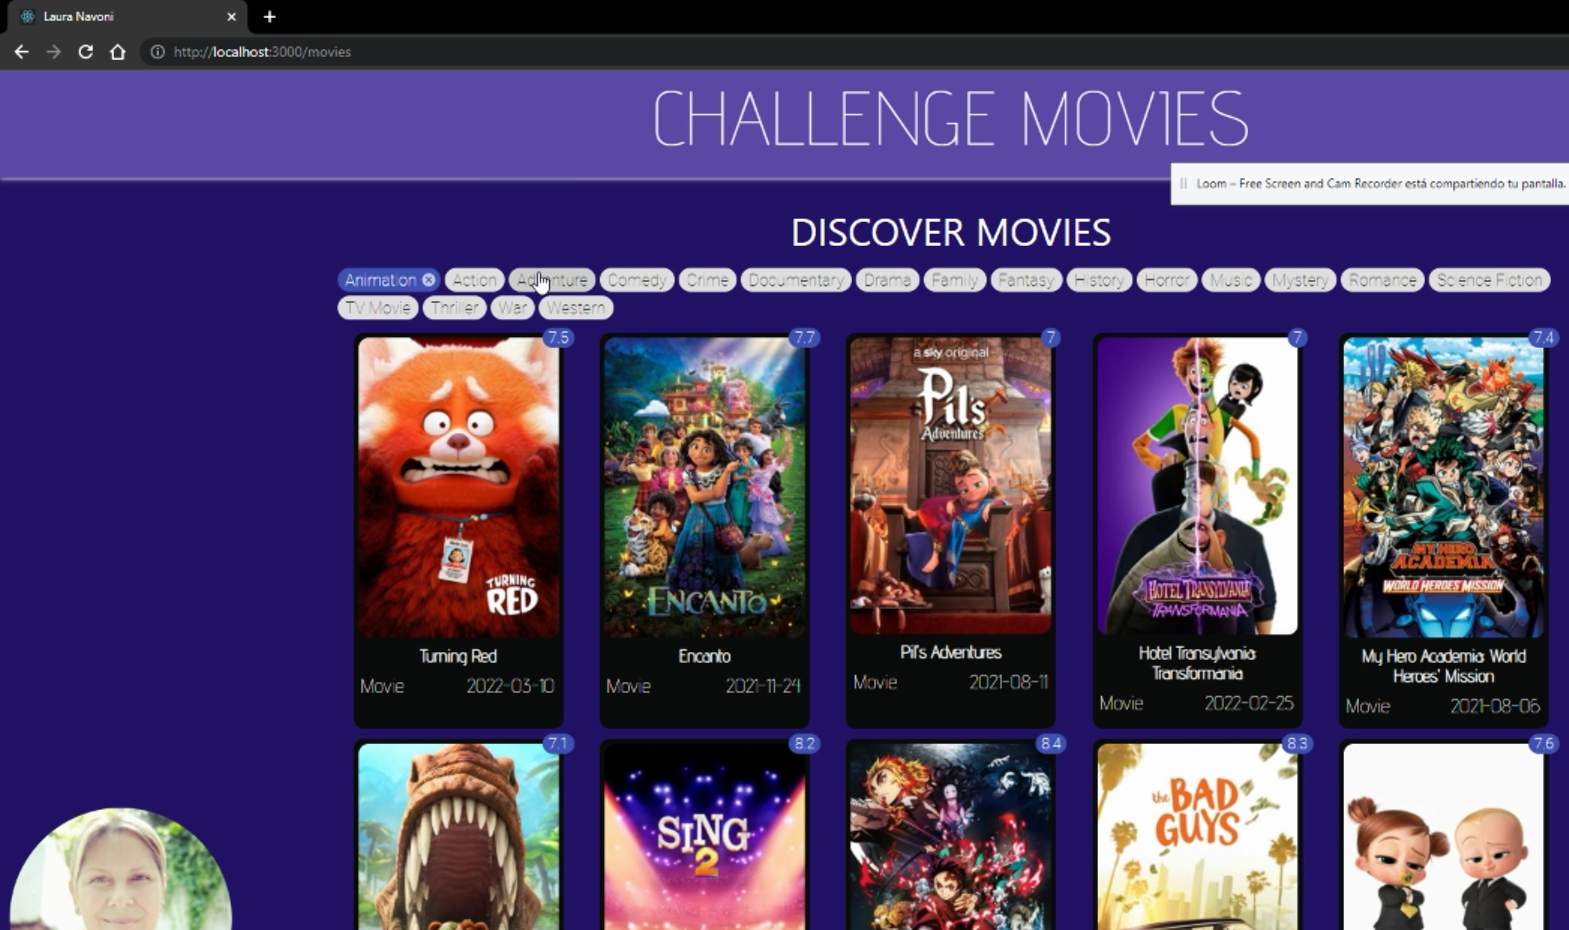 Laura Navoni
http://localhost:3000/movies
CHALLENGE MOVIES
Loom – Free Screen and Cam Recorder está compartiendo tu pantalla.
DISCOVER MOVIES
Animation Action Adventure Comedy Crime Documentary Drama Family Fantasy History Horror Music Mystery Romance Science Fiction
TV Movie Thriller War Western
7.5 7.7 7 7 7.4
a sky original
Pil's
Adventures
TURNING
RED
ENCANTO
HOTEL TRANSYLVANIA
TRANSFORMANIA
MY HERO
ACADEMIA
WORLD HEROES' MISSION
Turning Red
Movie 2022-03-10
Encanto
Movie 2021-11-24
Pil's Adventures
Movie 2021-08-11
Hotel Transylvania:
Transformania
Movie 2022-02-25
My Hero Academia: World
Heroes' Mission
Movie 2021-08-06
7.1 8.2 8.4 8.3 7.6
SING
2
the BAD
GUYS